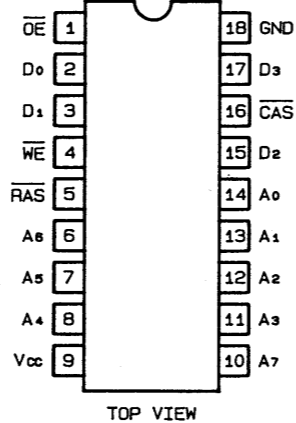 OE 1 18 GND
D0 2 17 D3
D1 3 16 CAS
WE 4 15 D2
RAS 5 14 A0
A6 6 13 A1
A5 7 12 A2
A4 8 11 A3
Vcc 9 10 A7
TOP VIEW